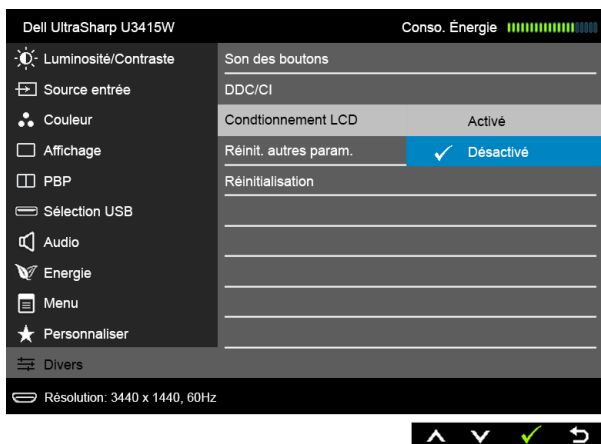 Dell UltraSharp U3415W Conso. Énergie
Luminosité/Contraste Son des boutons
Source entrée DDC/CI
Couleur Condtionnement LCD Activé
Affichage Réinit. autres param. Désactivé
PBP Réinitialisation
Sélection USB
Audio
Energie
Menu
Personnaliser
Divers
Résolution: 3440 x 1440, 60Hz